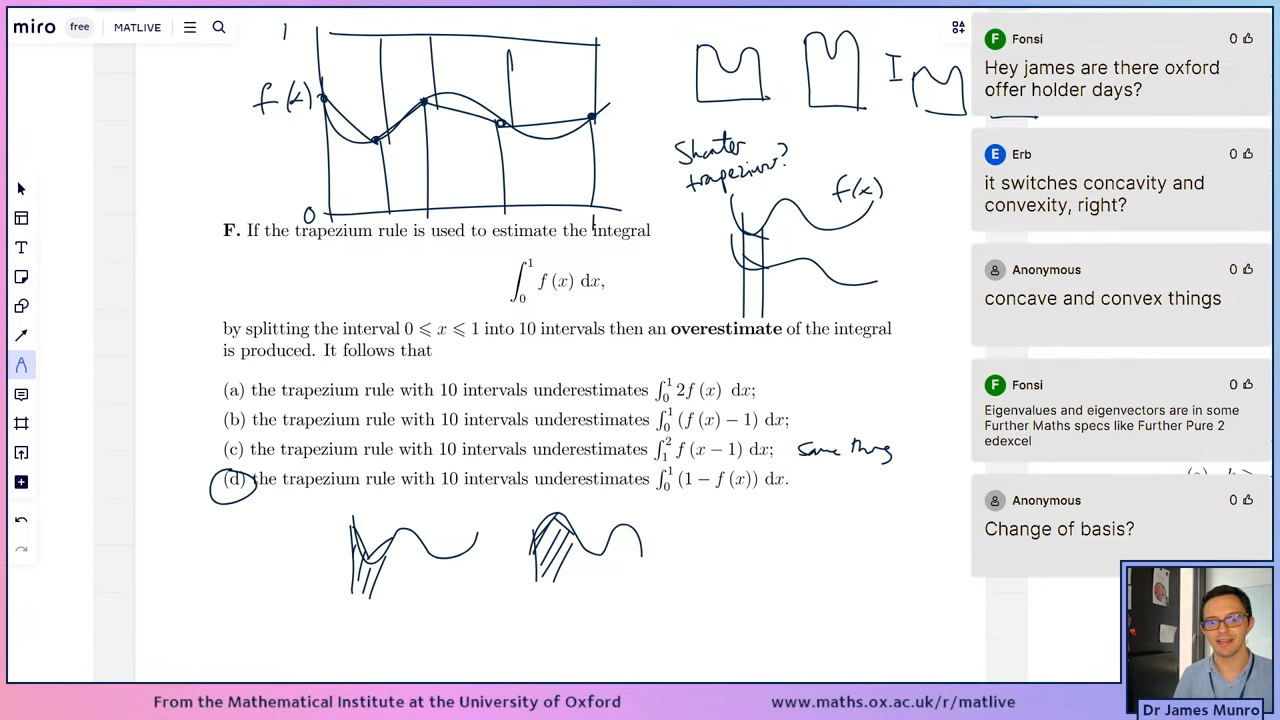 miro free MATLIVE
1
f(x)
0
1
I
Shorter
trapezium?
f(x)
F. If the trapezium rule is used to estimate the integral
∫₀¹ f (x) dx,
by splitting the interval 0 ⩽ x ⩽ 1 into 10 intervals then an overestimate of the integral
is produced. It follows that
(a) the trapezium rule with 10 intervals underestimates ∫₀¹ 2f (x) dx;
(b) the trapezium rule with 10 intervals underestimates ∫₀¹ (f (x) − 1) dx;
(c) the trapezium rule with 10 intervals underestimates ∫₁² f (x − 1) dx; same thing
(d) the trapezium rule with 10 intervals underestimates ∫₀¹ (1 − f (x)) dx.
F Fonsi 0
Hey james are there oxford
offer holder days?
E Erb 0
it switches concavity and
convexity, right?
Anonymous 0
concave and convex things
F Fonsi 0
Eigenvalues and eigenvectors are in some
Further Maths specs like Further Pure 2
edexcel
Anonymous 0
Change of basis?
Dr James Munro
From the Mathematical Institute at the University of Oxford
www.maths.ox.ac.uk/r/matlive